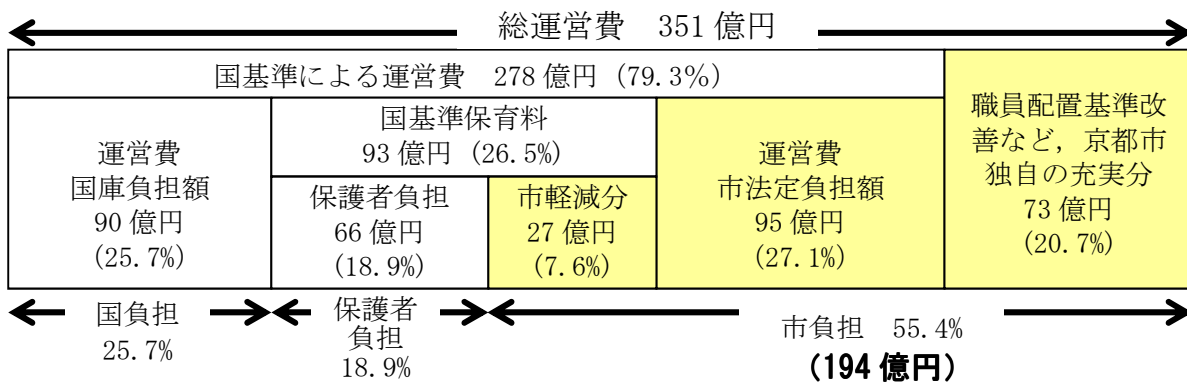 総運営費 351億円
国基準による運営費 278億円(79.3%)
運営費
国庫負担額
90億円
(25.7%)
国基準保育料
93億円(26.5%)
保護者負担
66億円
(18.9%)
市軽減分
27億円
(7.6%)
運営費
市法定負担額
95億円
(27.1%)
職員配置基準改
善など,京都市
独自の充実分
73億円
(20.7%)
国負担
25.7%
保護者
負担
18.9%
市負担 55.4%
(194億円)